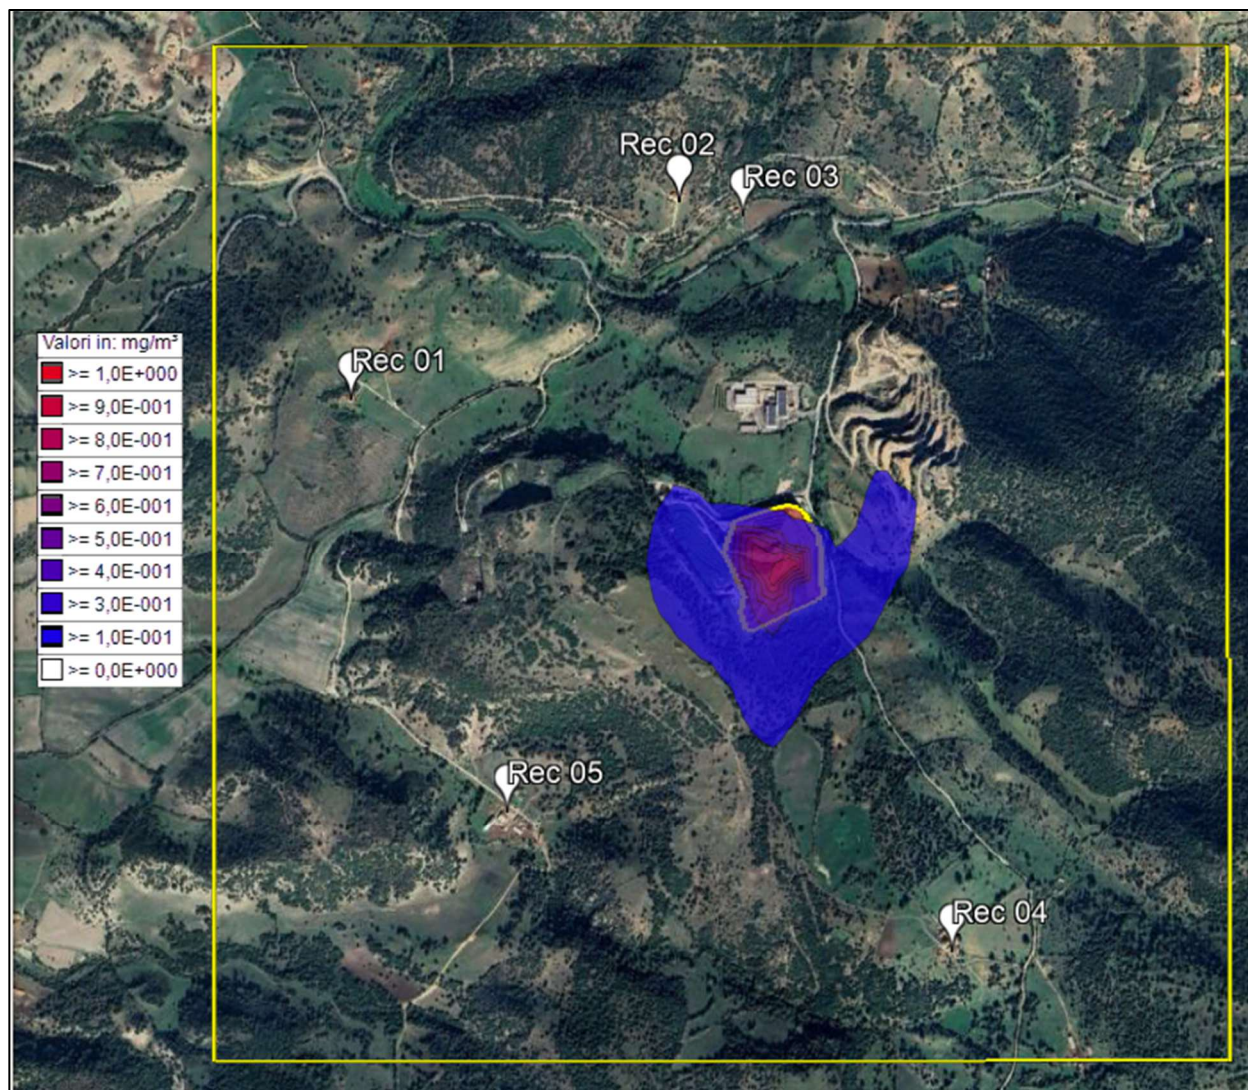 Rec 02
Rec 03
Valori in: mg/m³
Rec 01
>= 1,0E+000
>= 9,0E-001
>= 8,0E-001
>= 7,0E-001
>= 6,0E-001
>= 5,0E-001
>= 4,0E-001
>= 3,0E-001
>= 1,0E-001
>= 0,0E+000
Rec 05
Rec 04